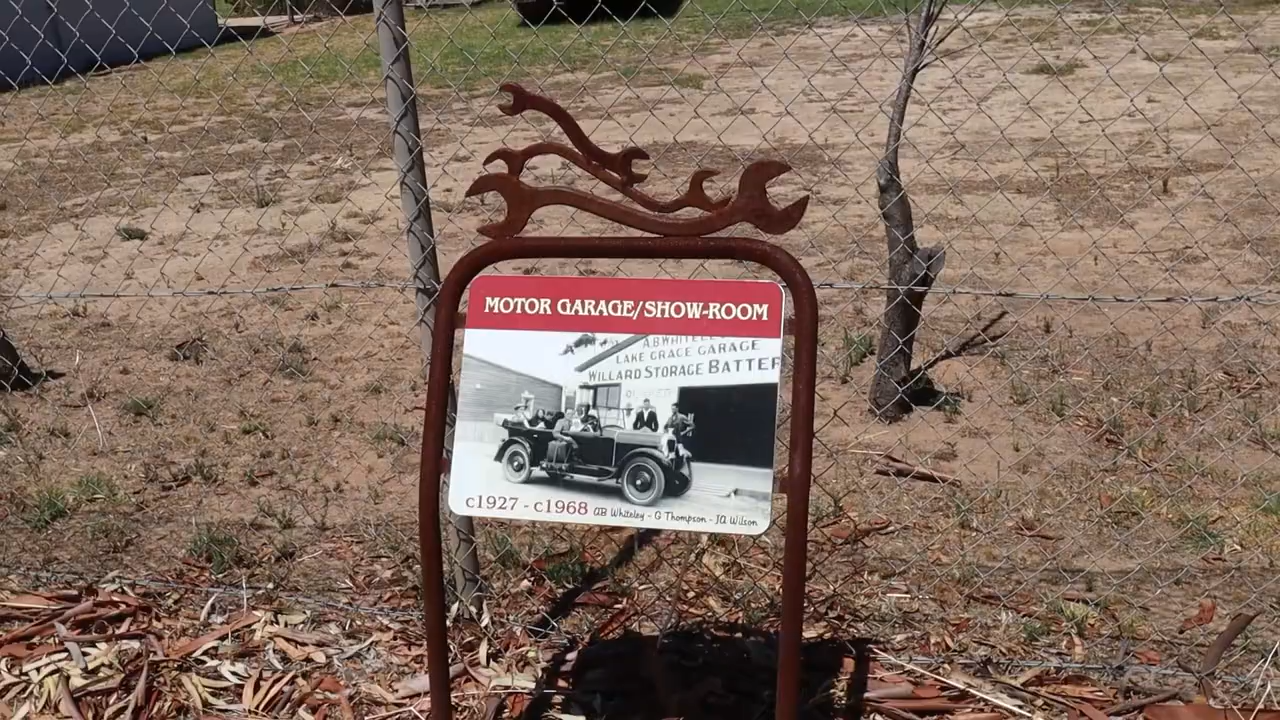 MOTOR GARAGE/SHOW-ROOM
LAKE GRACE GARAGE
WILLARD STORAGE BATTER
c1927 - c1968 AB Whiteley - G Thompson - JA Wilson